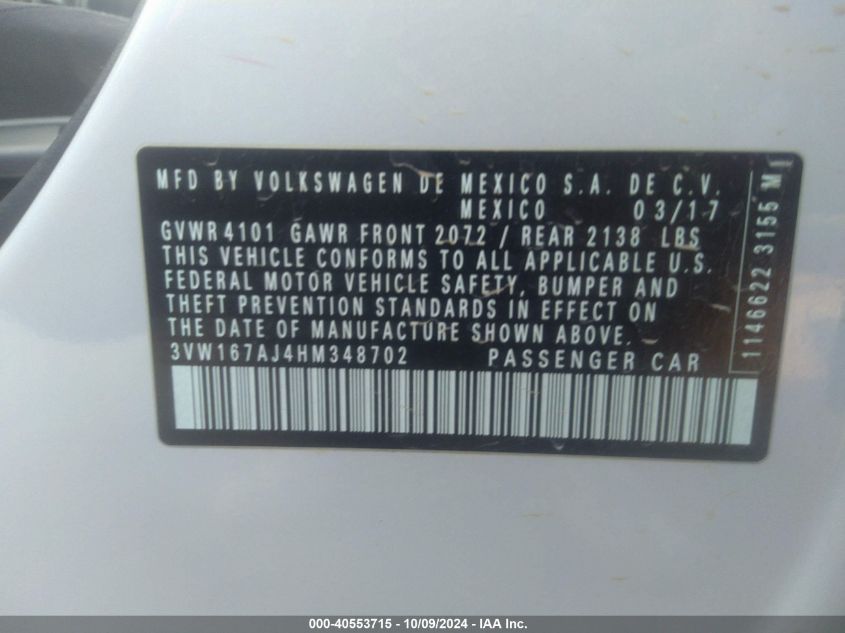 MFD BY VOLKSWAGEN DE MEXICO S.A. DE C.V.
MEXICO 03/17
GVWR 4101 GAWR FRONT 2072 / REAR 2138 LBS
THIS VEHICLE CONFORMS TO ALL APPLICABLE U.S.
FEDERAL MOTOR VEHICLE SAFETY, BUMPER AND
THEFT PREVENTION STANDARDS IN EFFECT ON
THE DATE OF MANUFACTURE SHOWN ABOVE.
3VW167AJ4HM348702 PASSENGER CAR
1146622 3155 M
000-40553715 - 10/09/2024 - IAA Inc.